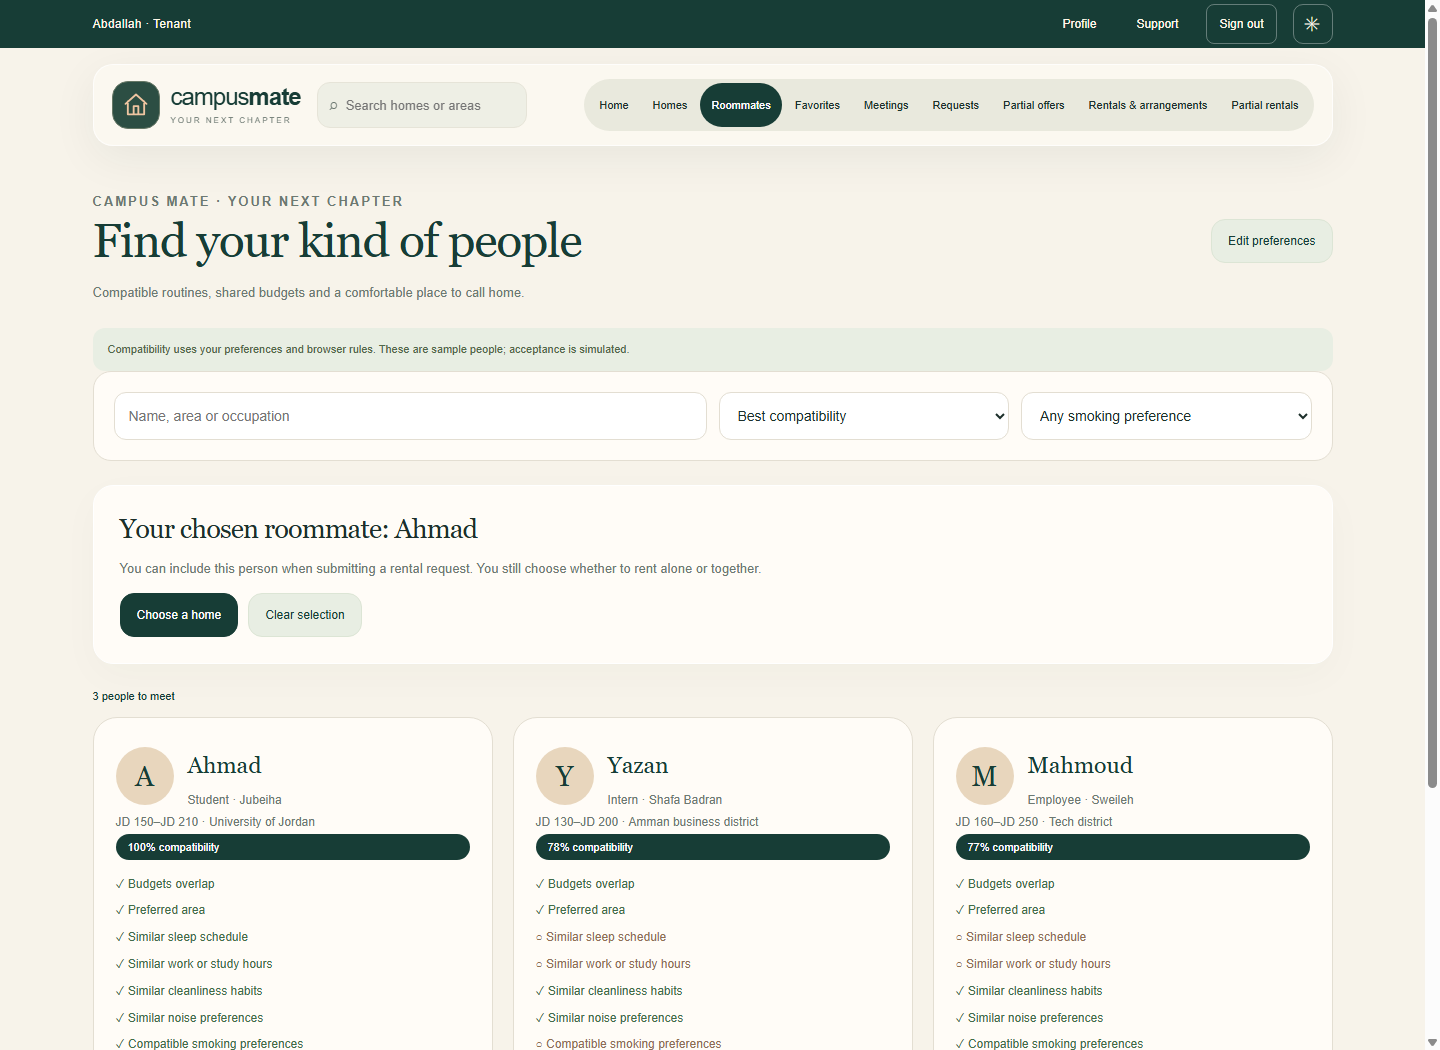 Abdallah · Tenant
Profile
Support
Sign out
campusmate
YOUR NEXT CHAPTER
Search homes or areas
Home
Homes
Roommates
Favorites
Meetings
Requests
Partial offers
Rentals & arrangements
Partial rentals
CAMPUS MATE · YOUR NEXT CHAPTER
Find your kind of people
Edit preferences
Compatible routines, shared budgets and a comfortable place to call home.
Compatibility uses your preferences and browser rules. These are sample people; acceptance is simulated.
Name, area or occupation
Best compatibility
Any smoking preference
Your chosen roommate: Ahmad
You can include this person when submitting a rental request. You still choose whether to rent alone or together.
Choose a home
Clear selection
3 people to meet
A
Ahmad
Student · Jubeiha
JD 150–JD 210 · University of Jordan
100% compatibility
✓ Budgets overlap
✓ Preferred area
✓ Similar sleep schedule
✓ Similar work or study hours
✓ Similar cleanliness habits
✓ Similar noise preferences
✓ Compatible smoking preferences
Y
Yazan
Intern · Shafa Badran
JD 130–JD 200 · Amman business district
78% compatibility
✓ Budgets overlap
✓ Preferred area
○ Similar sleep schedule
○ Similar work or study hours
✓ Similar cleanliness habits
✓ Similar noise preferences
○ Compatible smoking preferences
M
Mahmoud
Employee · Sweileh
JD 160–JD 250 · Tech district
77% compatibility
✓ Budgets overlap
✓ Preferred area
○ Similar sleep schedule
○ Similar work or study hours
✓ Similar cleanliness habits
✓ Similar noise preferences
✓ Compatible smoking preferences